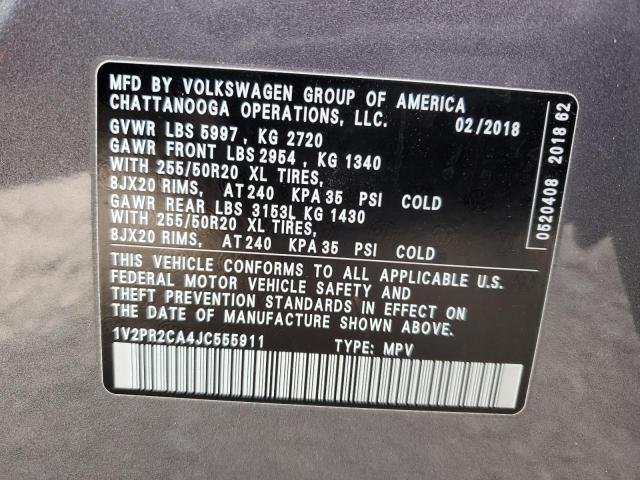 MFD BY VOLKSWAGEN GROUP OF AMERICA
CHATTANOOGA OPERATIONS, LLC.
02/2018
GVWR LBS 5997, KG 2720
GAWR FRONT LBS 2954, KG 1340
WITH 255/50R20 XL TIRES,
8JX20 RIMS, AT 240 KPA 35 PSI COLD
GAWR REAR LBS 3153L KG 1430
WITH 255/50R20 XL TIRES,
8JX20 RIMS, AT 240 KPA 35 PSI COLD
THIS VEHICLE CONFORMS TO ALL APPLICABLE U.S.
FEDERAL MOTOR VEHICLE SAFETY AND
THEFT PREVENTION STANDARDS IN EFFECT ON
THE DATE OF MANUFACTURE SHOWN ABOVE.
1V2PR2CA4JC555911 TYPE: MPV
0520408 2018 62